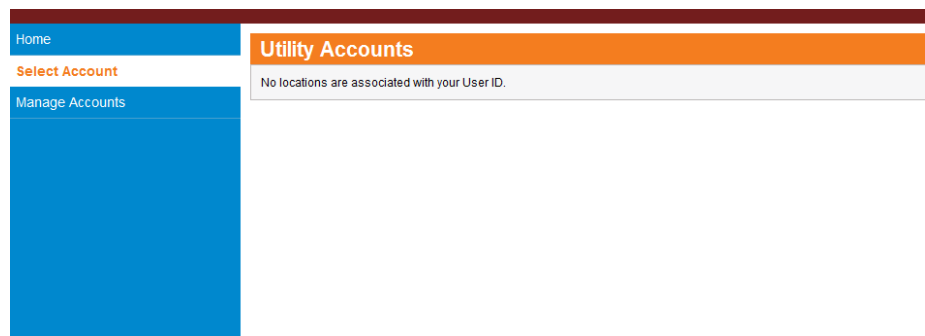 Home
Select Account
Manage Accounts
Utility Accounts
No locations are associated with your User ID.